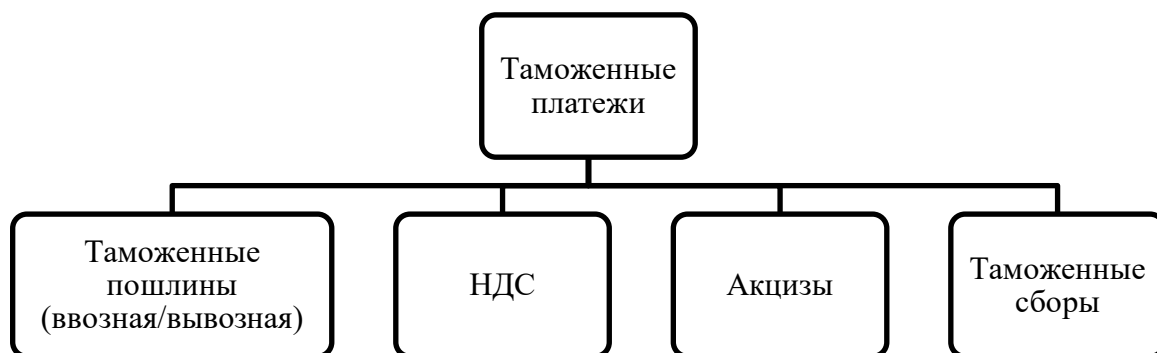 Таможенные
платежи
Таможенные
пошлины
(ввозная/вывозная)
НДС
Акцизы
Таможенные
сборы